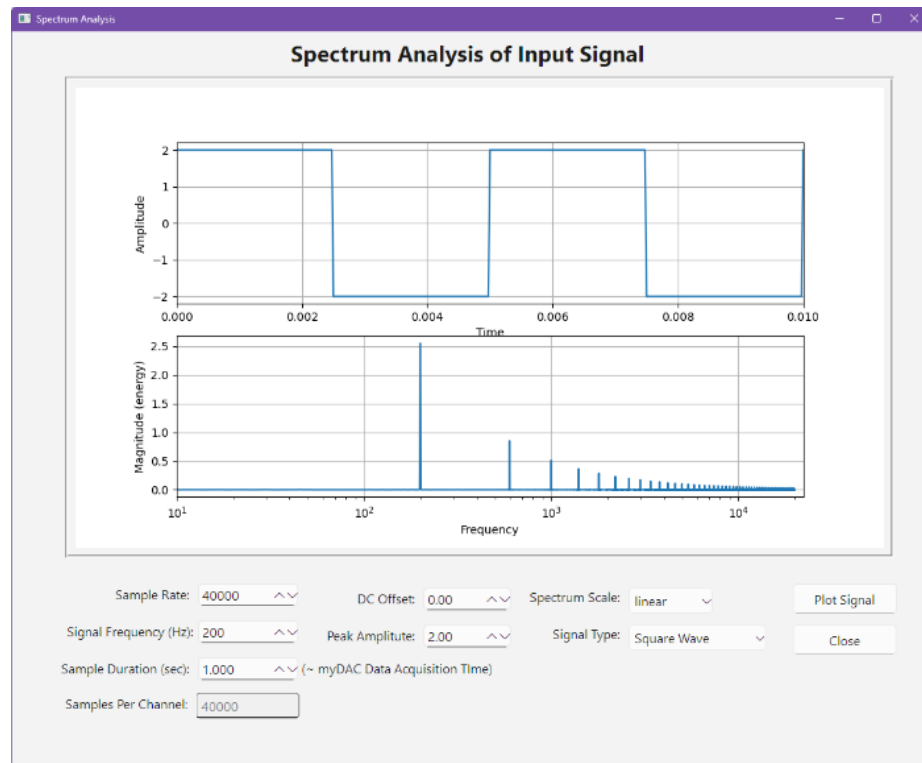 Spectrum Analysis
Spectrum Analysis of Input Signal
2
1
0
−1
−2
Amplitude
0.000 0.002 0.004 0.006 0.008 0.010
Time
2.5
2.0
1.5
1.0
0.5
0.0
Magnitude (energy)
10¹ 10² 10³ 10⁴
Frequency
Sample Rate: 40000 DC Offset: 0.00 Spectrum Scale: linear Plot Signal
Signal Frequency (Hz): 200 Peak Amplitute: 2.00 Signal Type: Square Wave Close
Sample Duration (sec): 1.000 (~ myDAC Data Acquisition TIme)
Samples Per Channel: 40000